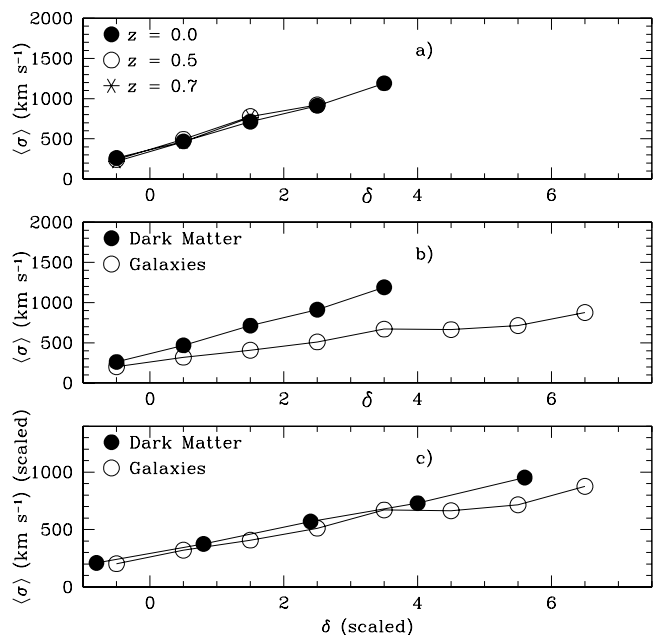 2000
1500
1000
500
0
⟨σ⟩ (km s⁻¹)
z = 0.0
z = 0.5
z = 0.7
a)
0 2 4 6
δ
2000
1500
1000
500
0
⟨σ⟩ (km s⁻¹)
Dark Matter
Galaxies
b)
0 2 4 6
δ
1000
500
0
⟨σ⟩ (km s⁻¹) (scaled)
Dark Matter
Galaxies
c)
0 2 4 6
δ (scaled)